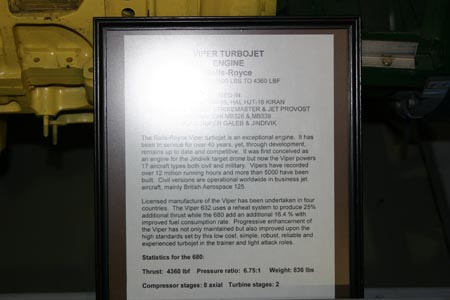 VIPER TURBOJET
ENGINE
Rolls-Royce
LBS TO 4360 LBF
HAL HJT-16 KIRAN
STRIKEMASTER & JET PROVOST
MB326 & MB339
GALEB & JINDIVIK
The Rolls-Royce Viper turbojet is an exceptional engine. It has
been in service for over 40 years, yet, through development,
remains up to date and competitive. It was first conceived as
an engine for the Jindivik target drone but now the Viper powers
17 aircraft types both civil and military. Vipers have recorded
over 12 million running hours and more than 5000 have been
built. Civil versions are operational worldwide in business jet
aircraft, mainly British Aerospace 125.
Licensed manufacture of the Viper has been undertaken in four
countries. The Viper 632 uses a reheat system to produce 25%
additional thrust while the 680 add an additional 16.4 % with
improved fuel consumption rate. Progressive enhancement of
the Viper has not only maintained but also improved upon the
high standards set by this low cost, simple, robust, reliable and
experienced turbojet in the trainer and light attack roles.
Statistics for the 680:
Thrust: 4360 lbf Pressure ratio: 6.75:1 Weight: 836 lbs
Compressor stages: 8 axial Turbine stages: 2